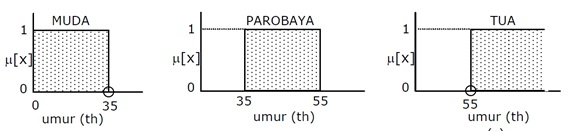 MUDA
1
μ[x]
0
0 35
umur (th)
PAROBAYA
1
μ[x]
0
35 55
umur (th)
TUA
1
μ[x]
0
55
umur (th)